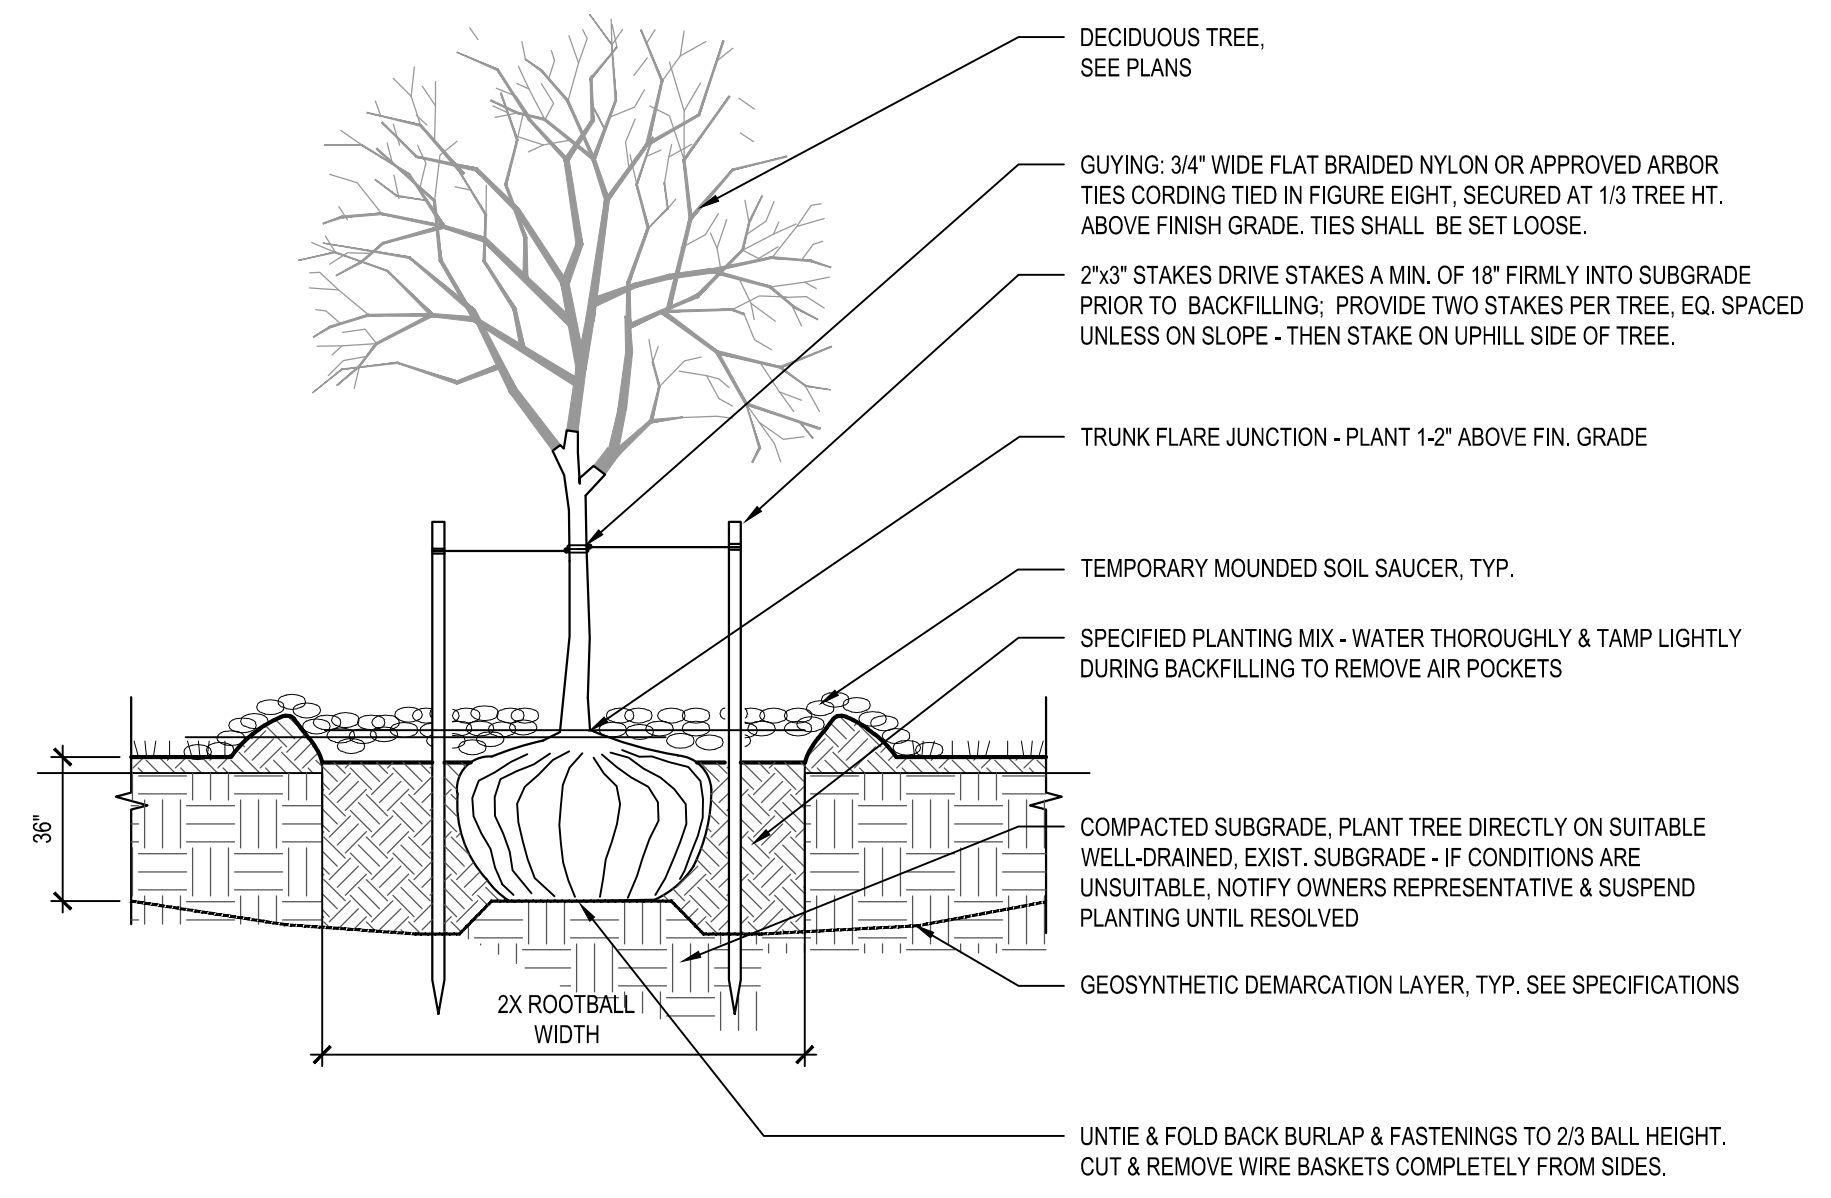 DECIDUOUS TREE,
SEE PLANS
GUYING: 3/4" WIDE FLAT BRAIDED NYLON OR APPROVED ARBOR
TIES CORDING TIED IN FIGURE EIGHT, SECURED AT 1/3 TREE HT.
ABOVE FINISH GRADE. TIES SHALL BE SET LOOSE.
2"x3" STAKES DRIVE STAKES A MIN. OF 18" FIRMLY INTO SUBGRADE
PRIOR TO BACKFILLING; PROVIDE TWO STAKES PER TREE, EQ. SPACED
UNLESS ON SLOPE - THEN STAKE ON UPHILL SIDE OF TREE.
TRUNK FLARE JUNCTION - PLANT 1-2" ABOVE FIN. GRADE
TEMPORARY MOUNDED SOIL SAUCER, TYP.
SPECIFIED PLANTING MIX - WATER THOROUGHLY & TAMP LIGHTLY
DURING BACKFILLING TO REMOVE AIR POCKETS
36"
COMPACTED SUBGRADE, PLANT TREE DIRECTLY ON SUITABLE
WELL-DRAINED, EXIST. SUBGRADE - IF CONDITIONS ARE
UNSUITABLE, NOTIFY OWNERS REPRESENTATIVE & SUSPEND
PLANTING UNTIL RESOLVED
GEOSYNTHETIC DEMARCATION LAYER, TYP. SEE SPECIFICATIONS
2X ROOTBALL
WIDTH
UNTIE & FOLD BACK BURLAP & FASTENINGS TO 2/3 BALL HEIGHT.
CUT & REMOVE WIRE BASKETS COMPLETELY FROM SIDES.